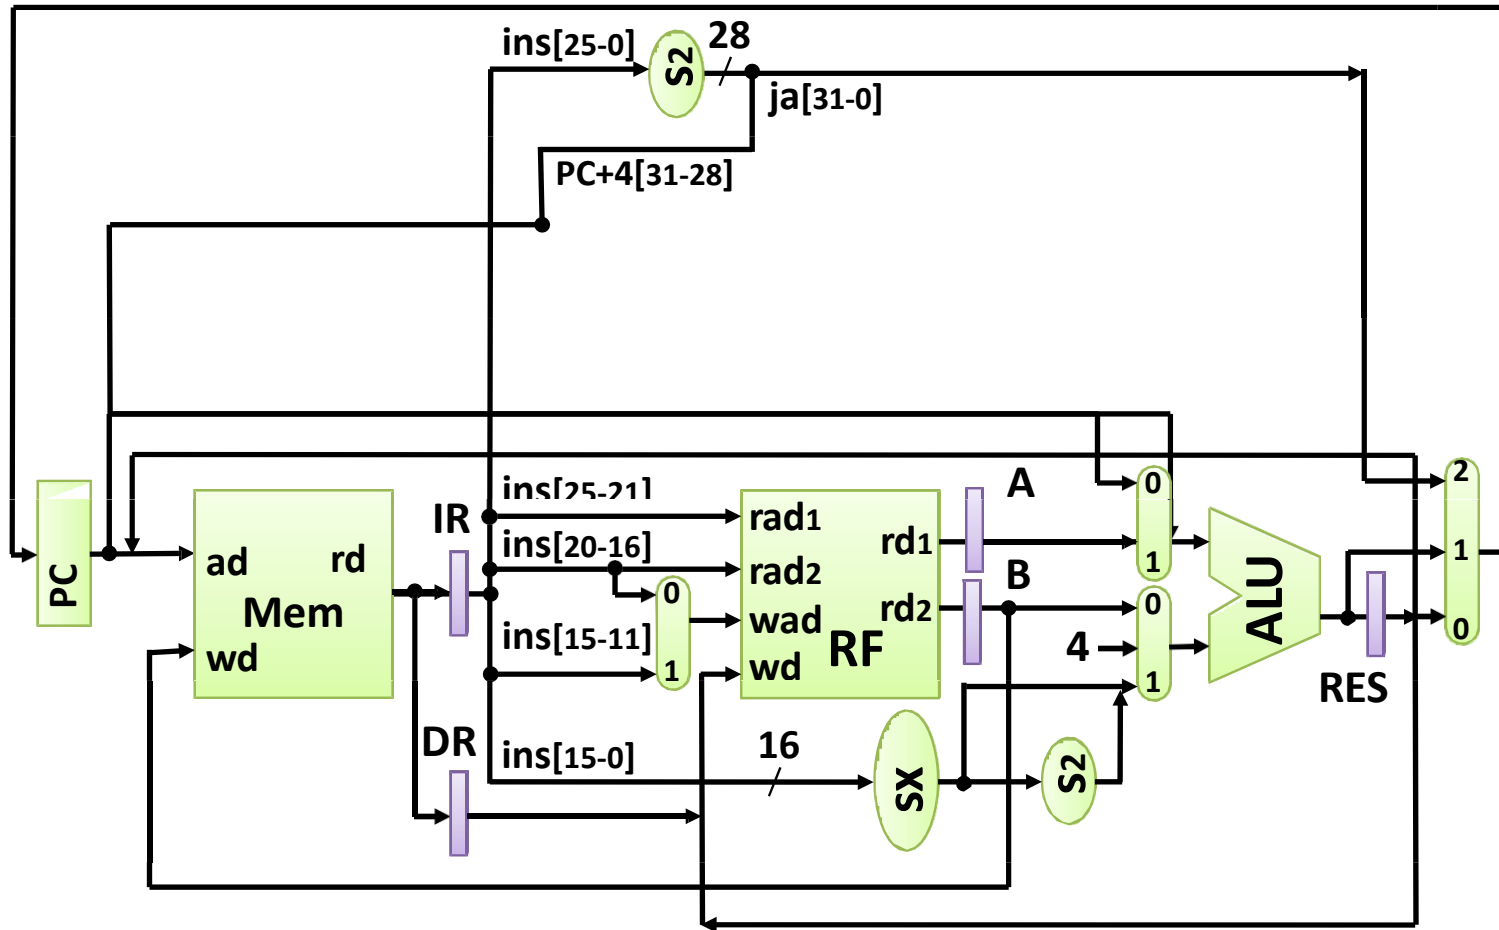 ins[25-0]
S2
28
ja[31-0]
PC+4[31-28]
PC
ad
rd
Mem
wd
IR
DR
ins[25-21]
ins[20-16]
ins[15-11]
ins[15-0]
0
1
rad1
rad2
wad
wd
RF
rd1
rd2
A
B
16
SX
S2
0
1
0
4
1
ALU
RES
2
1
0